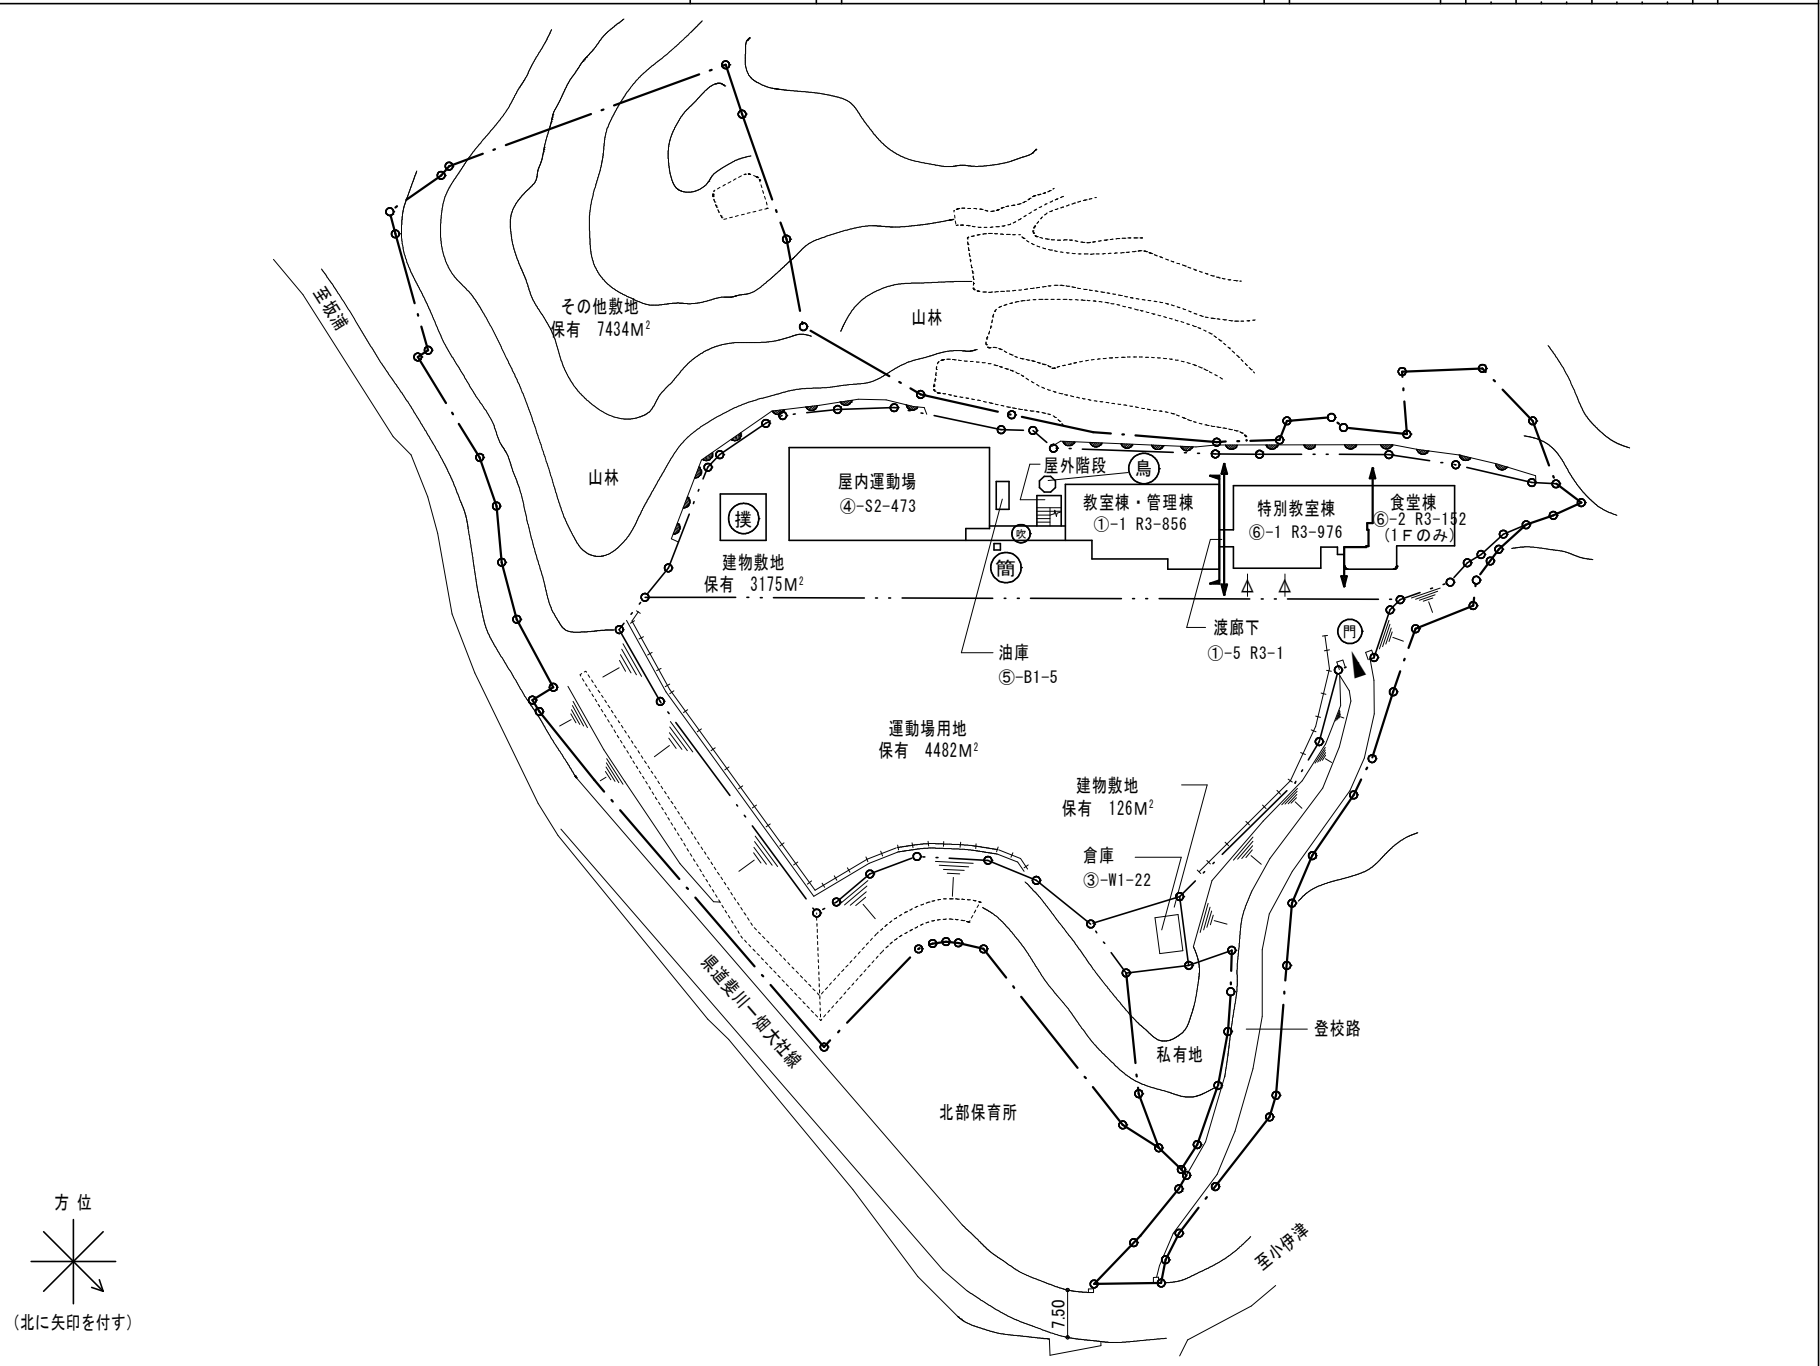 至坂浦
その他敷地
保有 7434M²
山林
山林
屋内運動場
④-S2-473
屋外階段
鳥
教室棟・管理棟
①-1 R3-856
特別教室棟
⑥-1 R3-976
食堂棟
⑥-2 R3-152
(1Fのみ)
撲
吹
簡
建物敷地
保有 3175M²
渡廊下
①-5 R3-1
門
油庫
⑤-B1-5
運動場用地
保有 4482M²
建物敷地
保有 126M²
倉庫
③-W1-22
県道斐川一畑大社線
私有地
登校路
北部保育所
至小伊津
7.50
方 位
(北に矢印を付す)